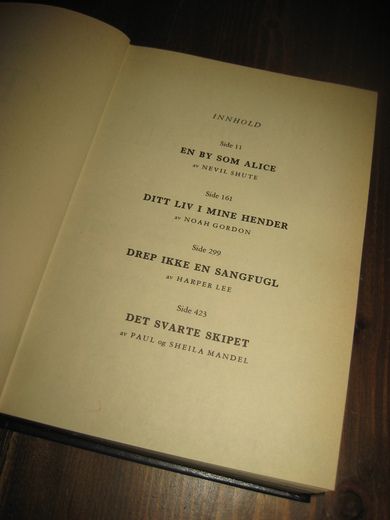 INNHOLD
Side 11
EN BY SOM ALICE
av NEVIL SHUTE
Side 161
DITT LIV I MINE HENDER
av NOAH GORDON
Side 299
DREP IKKE EN SANGFUGL
av HARPER LEE
Side 423
DET SVARTE SKIPET
av PAUL og SHEILA MANDEL